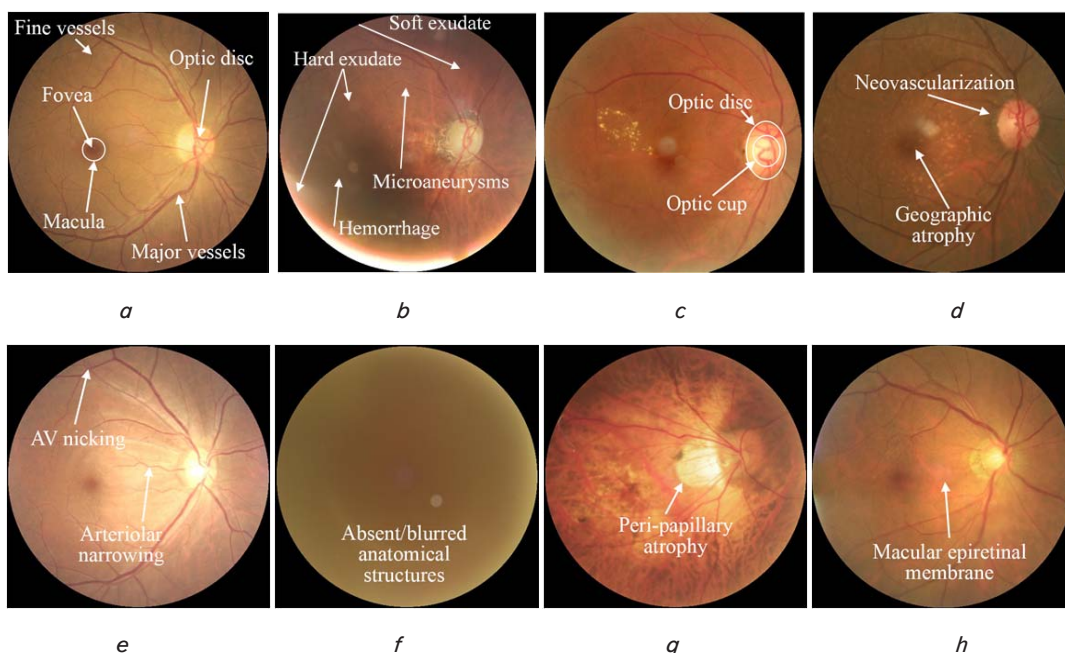 Fine vessels
Optic disc
Fovea
Macula
Major vessels
Soft exudate
Hard exudate
Microaneurysms
Hemorrhage
Optic disc
Optic cup
Neovascularization
Geographic
atrophy
a
b
c
d
AV nicking
Arteriolar
narrowing
Absent/blurred
anatomical
structures
Peri-papillary
atrophy
Macular epiretinal
membrane
e
f
g
h